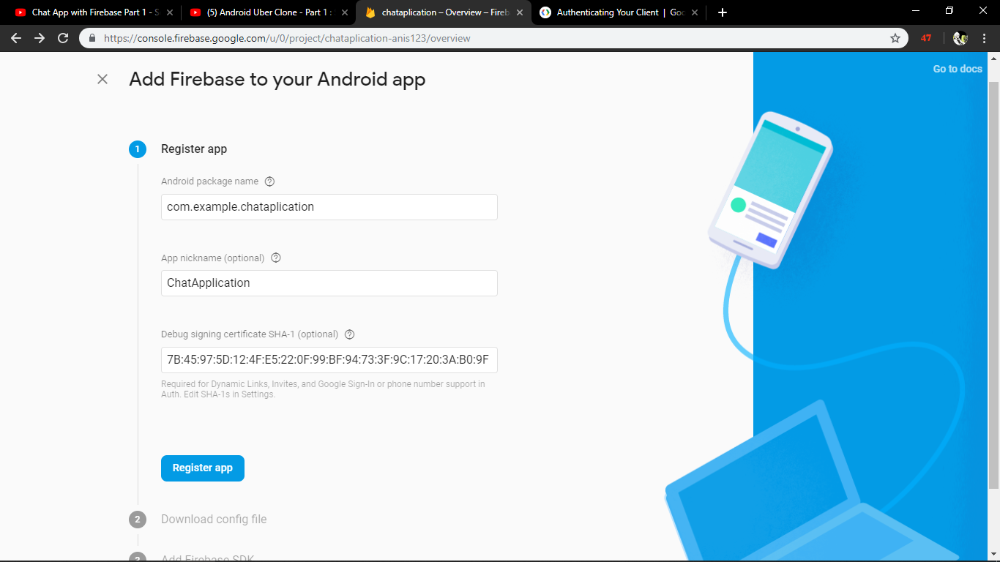 Chat App with Firebase Part 1 - S
(5) Android Uber Clone - Part 1 : S
chataplication – Overview – Fireb
Authenticating Your Client | Goo
https://console.firebase.google.com/u/0/project/chataplication-anis123/overview
47
Go to docs
Add Firebase to your Android app
1
Register app
Android package name
com.example.chataplication
App nickname (optional)
ChatApplication
Debug signing certificate SHA-1 (optional)
7B:45:97:5D:12:4F:E5:22:0F:99:BF:94:73:3F:9C:17:20:3A:B0:9F
Required for Dynamic Links, Invites, and Google Sign-In or phone number support in
Auth. Edit SHA-1s in Settings.
Register app
2
Download config file
3
Add Firebase SDK